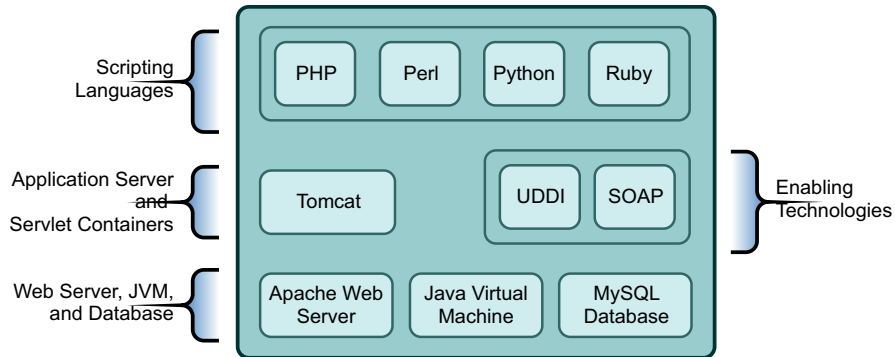 Scripting
Languages
PHP
Perl
Python
Ruby
Application Server
and
Servlet Containers
Tomcat
UDDI
SOAP
Enabling
Technologies
Web Server, JVM,
and Database
Apache Web
Server
Java Virtual
Machine
MySQL
Database